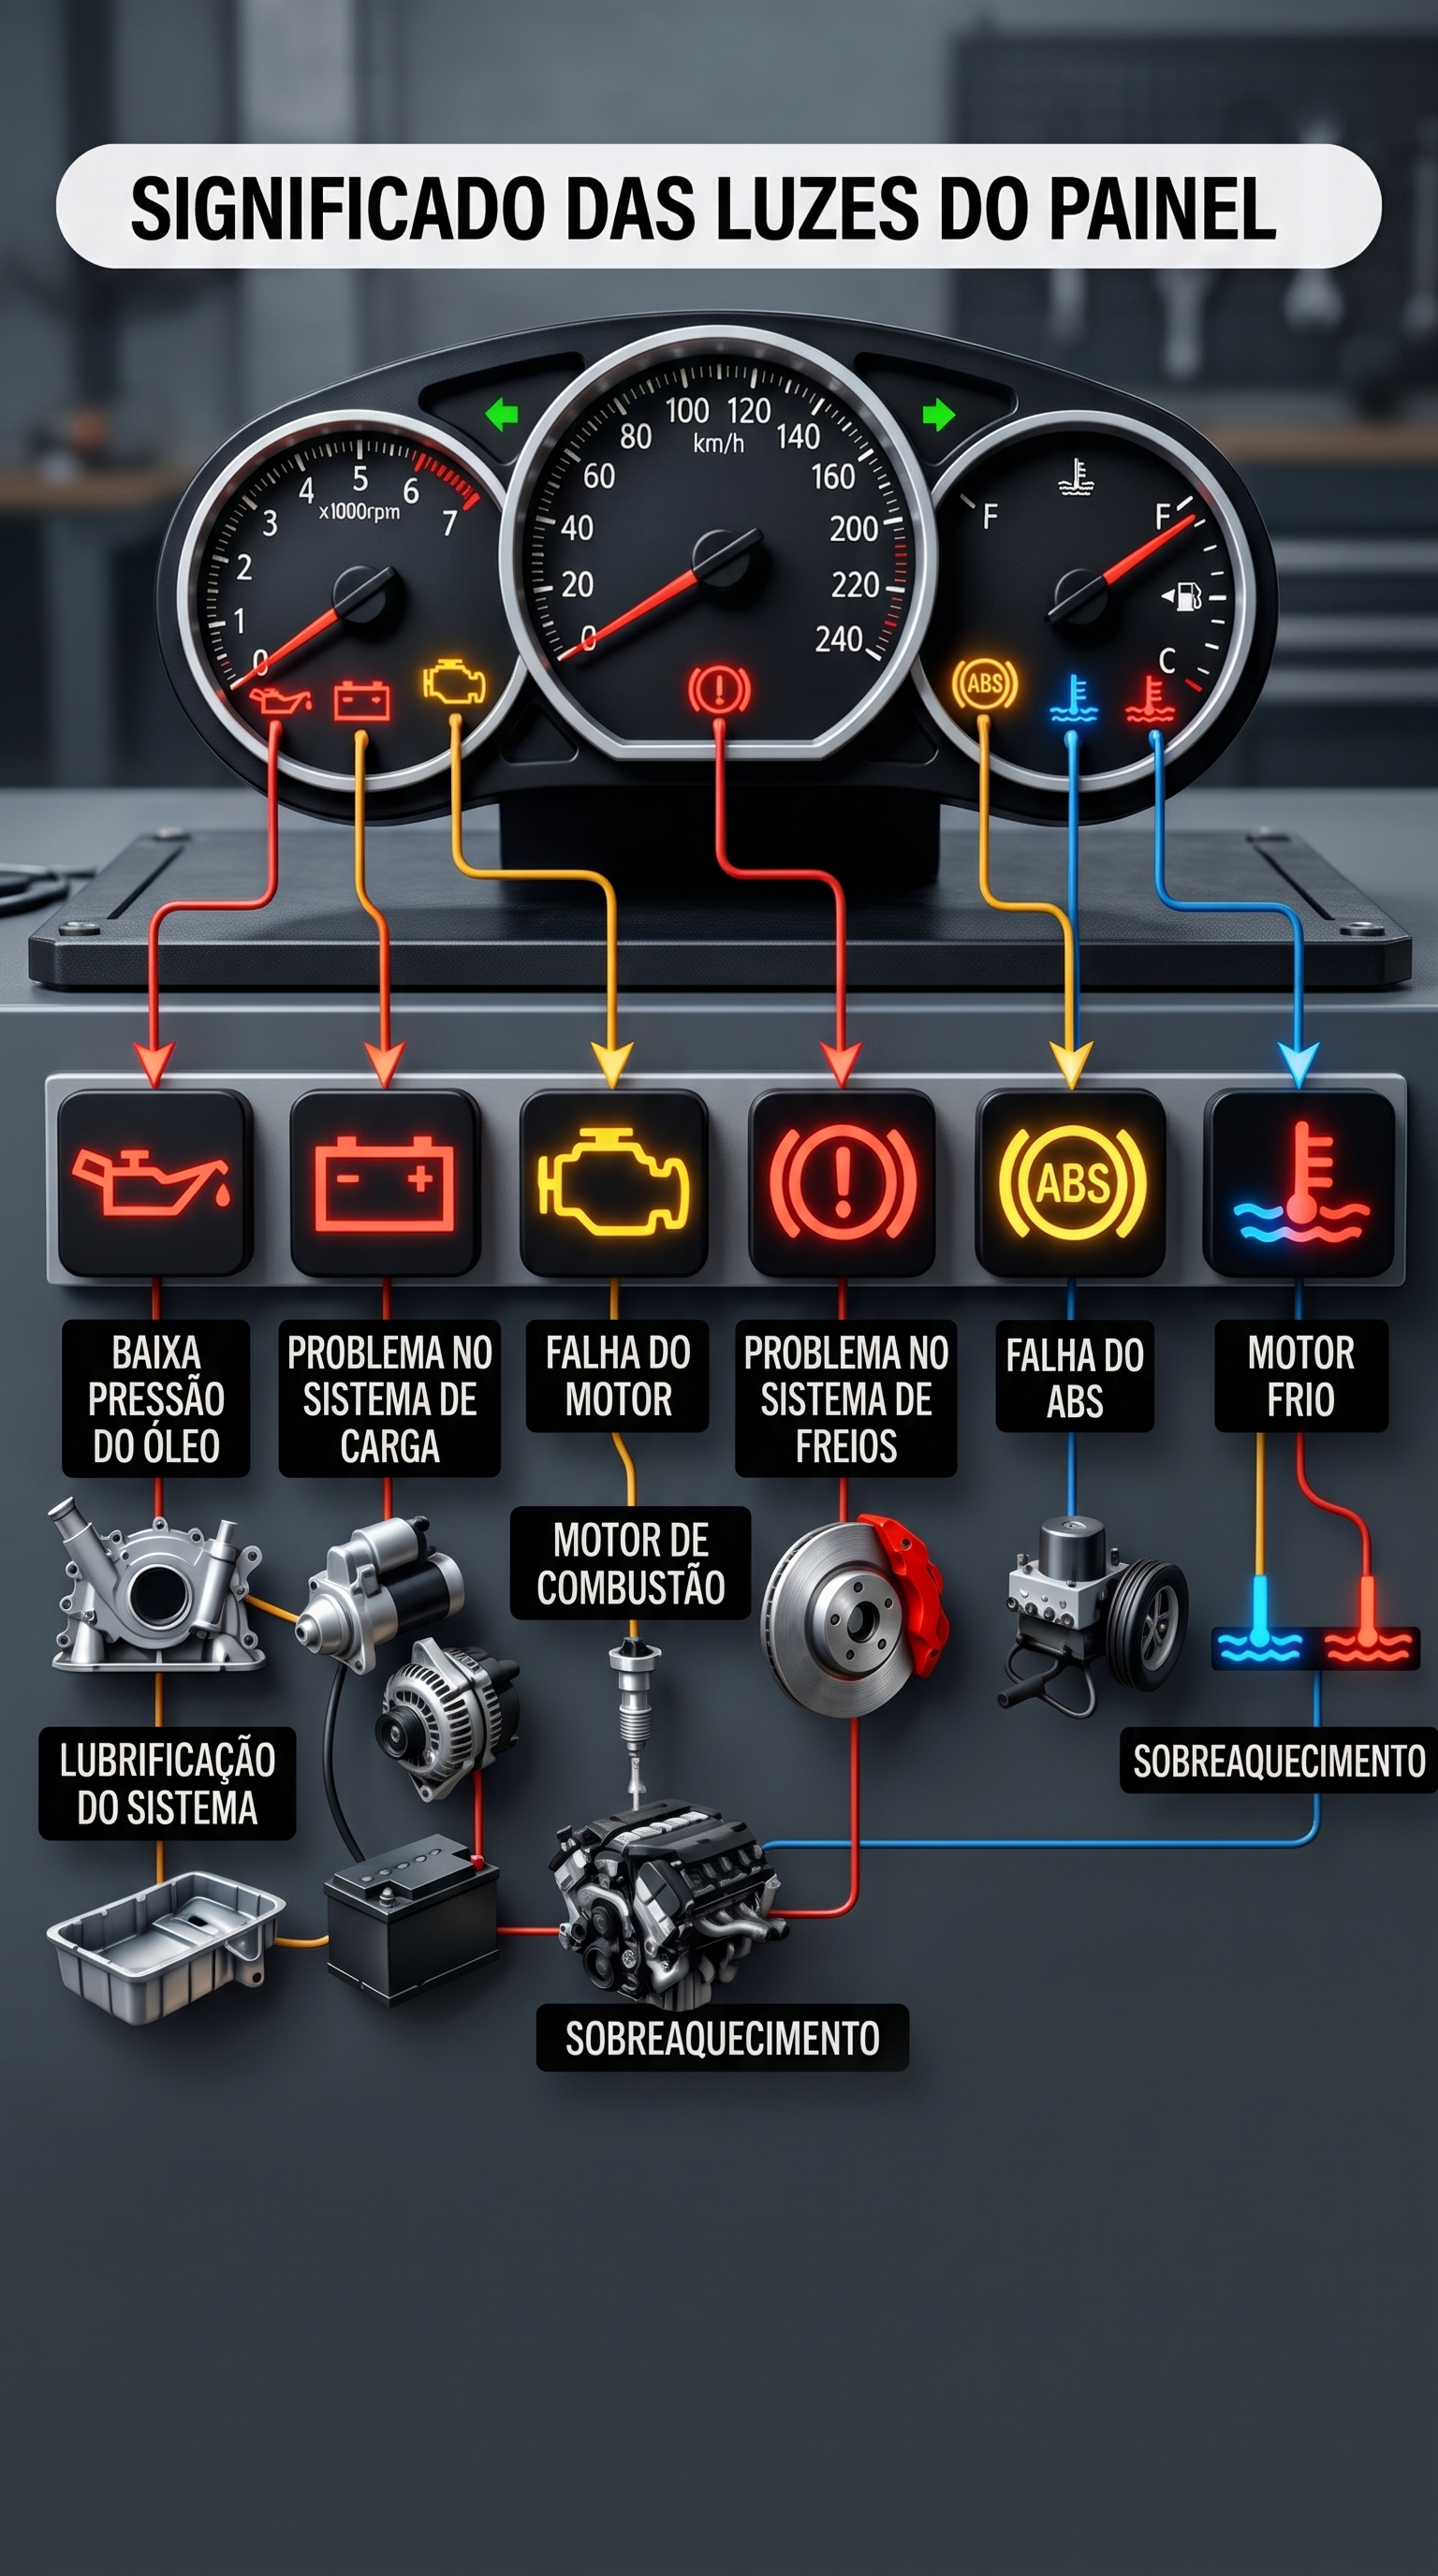 SIGNIFICADO DAS LUZES DO PAINEL
0
1
2
3
4
5
6
7
x1000rpm
0
20
40
60
80
100
120
140
160
200
220
240
km/h
F
F
C
ABS
ABS
BAIXA
PRESSÃO
DO ÓLEO
PROBLEMA NO
SISTEMA DE
CARGA
FALHA DO
MOTOR
PROBLEMA NO
SISTEMA DE
FREIOS
FALHA DO
ABS
MOTOR
FRIO
MOTOR DE
COMBUSTÃO
LUBRIFICAÇÃO
DO SISTEMA
SOBREAQUECIMENTO
SOBREAQUECIMENTO